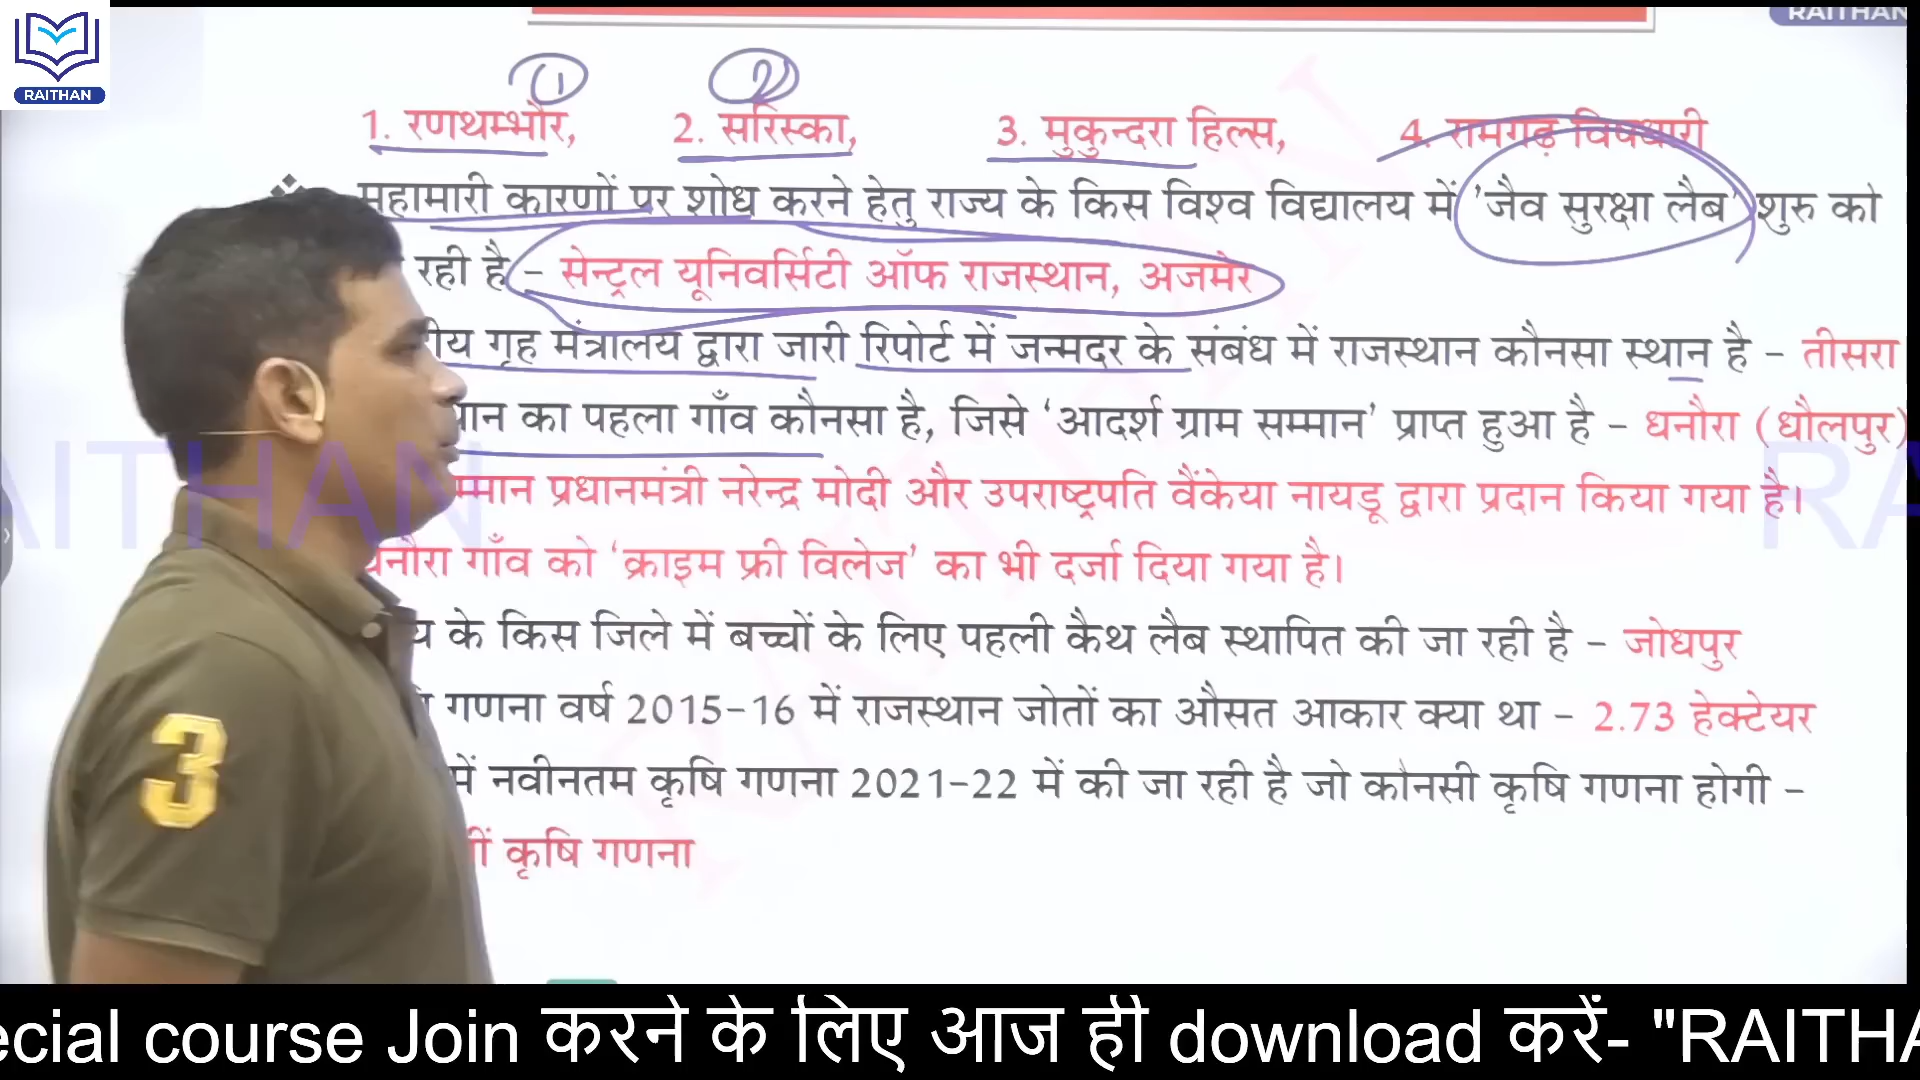 RAITHAN
RAITHAN
1. रणथम्भौर, 2. सरिस्का, 3. मुकुन्दरा हिल्स, 4. रामगढ़ विषधारी
महामारी कारणों पर शोध करने हेतु राज्य के किस विश्व विद्यालय में 'जैव सुरक्षा लैब' शुरु को
रही है - सेन्ट्रल यूनिवर्सिटी ऑफ राजस्थान, अजमेर
गृह मंत्रालय द्वारा जारी रिपोर्ट में जन्मदर के संबंध में राजस्थान कौनसा स्थान है - तीसरा
का पहला गाँव कौनसा है, जिसे ‘आदर्श ग्राम सम्मान’ प्राप्त हुआ है - धनौरा (धौलपुर)
प्रधानमंत्री नरेन्द्र मोदी और उपराष्ट्रपति वैंकेया नायडू द्वारा प्रदान किया गया है।
धनौरा गाँव को ‘क्राइम फ्री विलेज’ का भी दर्जा दिया गया है।
के किस जिले में बच्चों के लिए पहली कैथ लैब स्थापित की जा रही है - जोधपुर
गणना वर्ष 2015-16 में राजस्थान जोतों का औसत आकार क्या था - 2.73 हेक्टेयर
में नवीनतम कृषि गणना 2021-22 में की जा रही है जो कौनसी कृषि गणना होगी -
कृषि गणना
3
ecial course Join करने के लिए आज ही download करें- "RAITHA